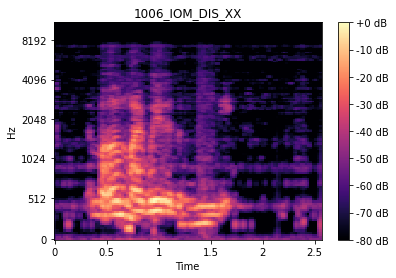 1006_IOM_DIS_XX
8192
4096
2048
1024
512
0
Hz
0
0.5
1
1.5
2
2.5
Time
+0 dB
-10 dB
-20 dB
-30 dB
-40 dB
-50 dB
-60 dB
-70 dB
-80 dB